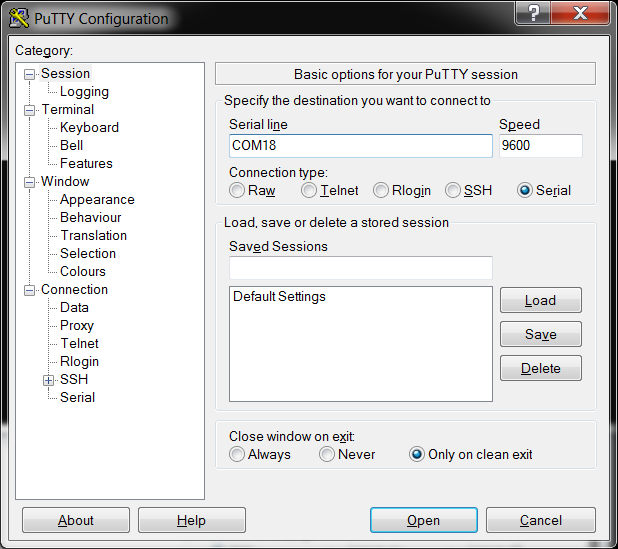 PuTTY Configuration
Category:
Session
Logging
Terminal
Keyboard
Bell
Features
Window
Appearance
Behaviour
Translation
Selection
Colours
Connection
Data
Proxy
Telnet
Rlogin
SSH
Serial
Basic options for your PuTTY session
Specify the destination you want to connect to
Serial line
Speed
COM18
9600
Connection type:
Raw
Telnet
Rlogin
SSH
Serial
Load, save or delete a stored session
Saved Sessions
Default Settings
Load
Save
Delete
Close window on exit:
Always
Never
Only on clean exit
About
Help
Open
Cancel